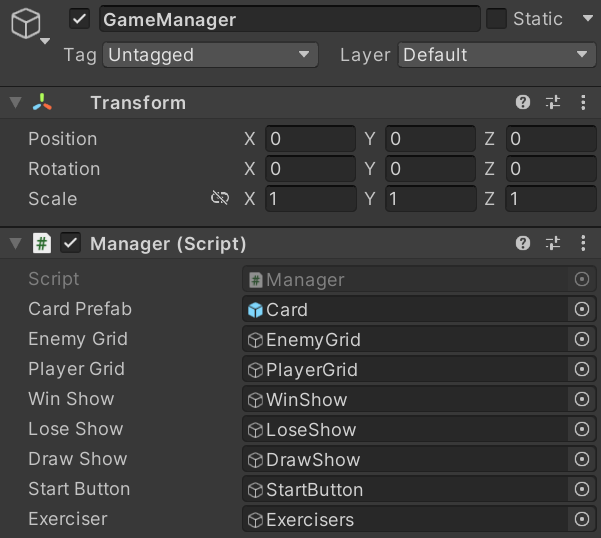 GameManager Static
Tag Untagged Layer Default
Transform
Position X 0 Y 0 Z 0
Rotation X 0 Y 0 Z 0
Scale X 1 Y 1 Z 1
# Manager (Script)
Script # Manager
Card Prefab Card
Enemy Grid EnemyGrid
Player Grid PlayerGrid
Win Show WinShow
Lose Show LoseShow
Draw Show DrawShow
Start Button StartButton
Exerciser Exercisers